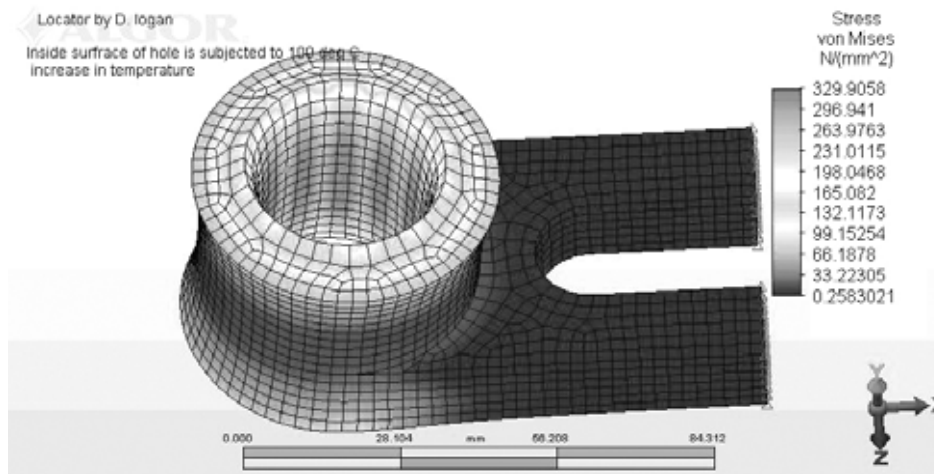 ALGOR
Locator by D. logan
Inside surfrace of hole is subjected to 100 deg C
increase in temperature
Stress
von Mises
N/(mm^2)
329.9058
296.941
263.9763
231.0115
198.0468
165.082
132.1173
99.15254
66.1878
33.22305
0.2583021
Y
X
Z
0.000
28.104
mm
56.208
84.312